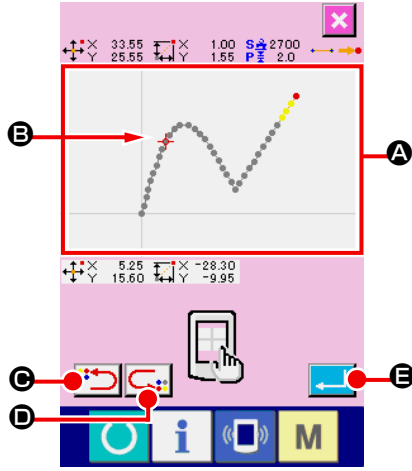 X 33.55 X 1.00 S 2700
Y 25.55 Y 1.55 P 2.0
B
A
X 5.25 X -28.30
Y 15.60 Y -9.95
C
E
D
i
M